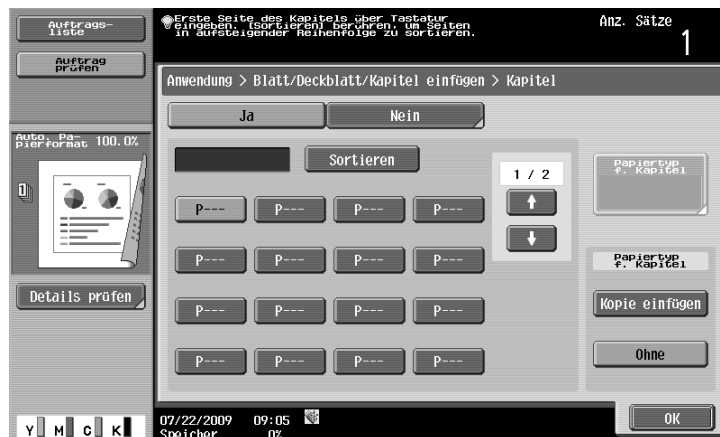 Auftrags-
liste
Auftrag
prüfen
Erste Seite des Kapitels über Tastatur
eingeben. [Sortieren] berühren, um Seiten
in aufsteigender Reihenfolge zu sortieren.
Anz. Sätze
1
Anwendung > Blatt/Deckblatt/Kapitel einfügen > Kapitel
Ja
Nein
Auto. Pa-
pierformat 100.0%
1
Sortieren
1 / 2
Papiertyp
f. Kapitel
P--- P--- P--- P---
P--- P--- P--- P---
Papiertyp
f. Kapitel
Details prüfen
P--- P--- P--- P---
Kopie einfügen
P--- P--- P--- P---
Ohne
07/22/2009 09:05
Speicher 0%
OK
Y M C K